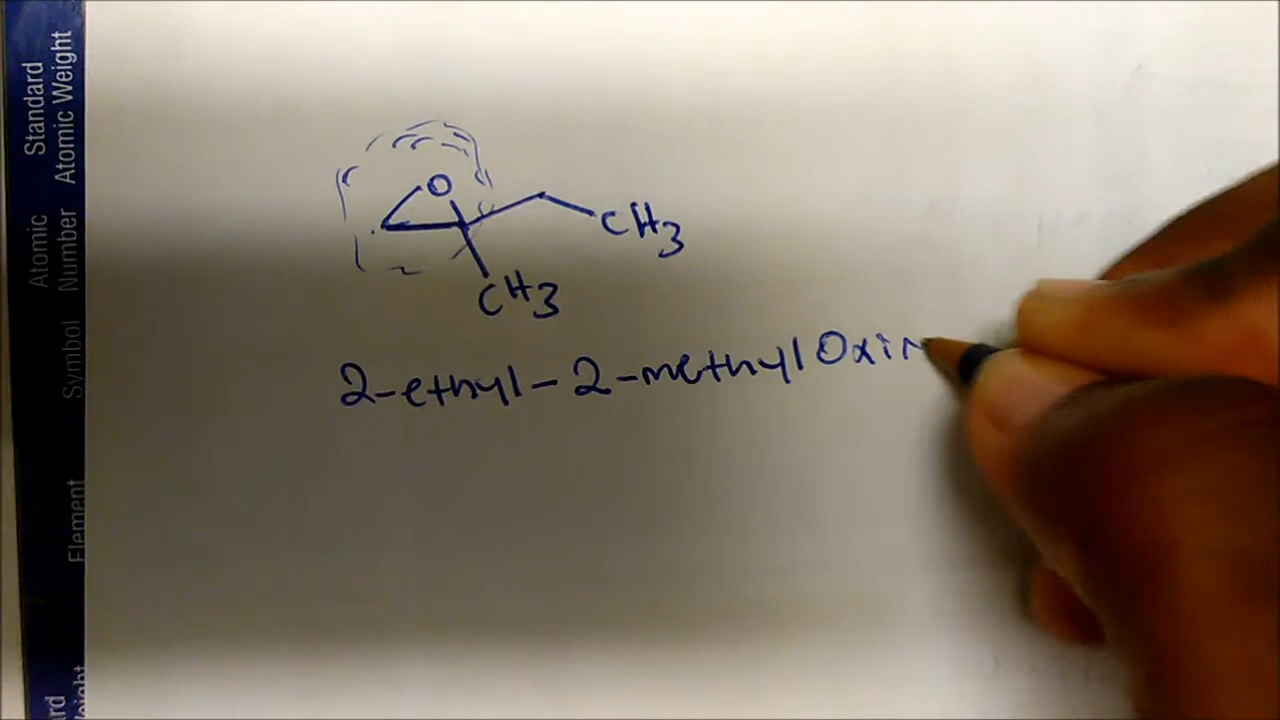 Standard
Atomic Weight
Atomic
Number
Symbol
Element
O
CH3
CH3
2-ethyl-2-methyl Oxir